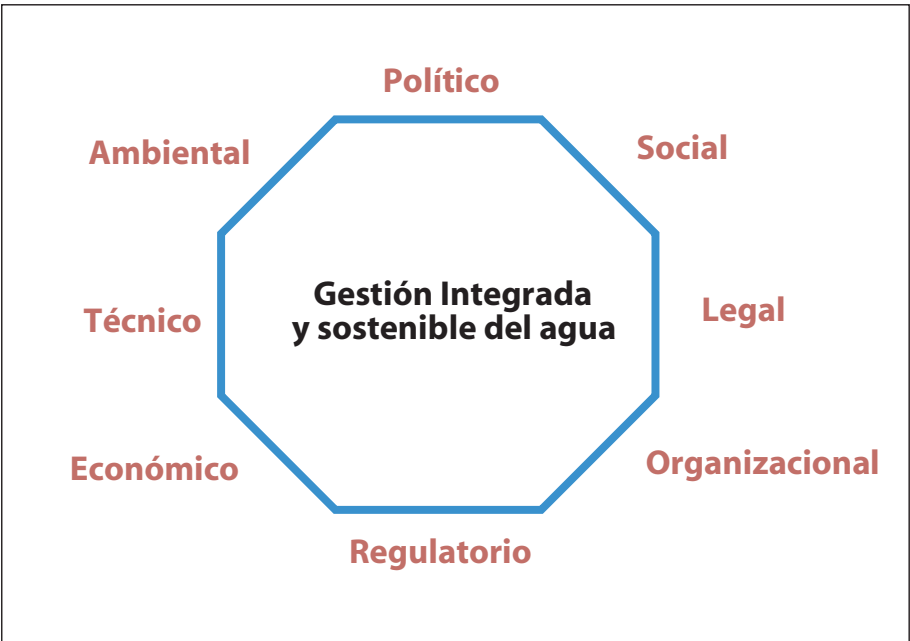 Político
Ambiental
Social
Gestión Integrada
y sostenible del agua
Técnico
Legal
Económico
Organizacional
Regulatorio